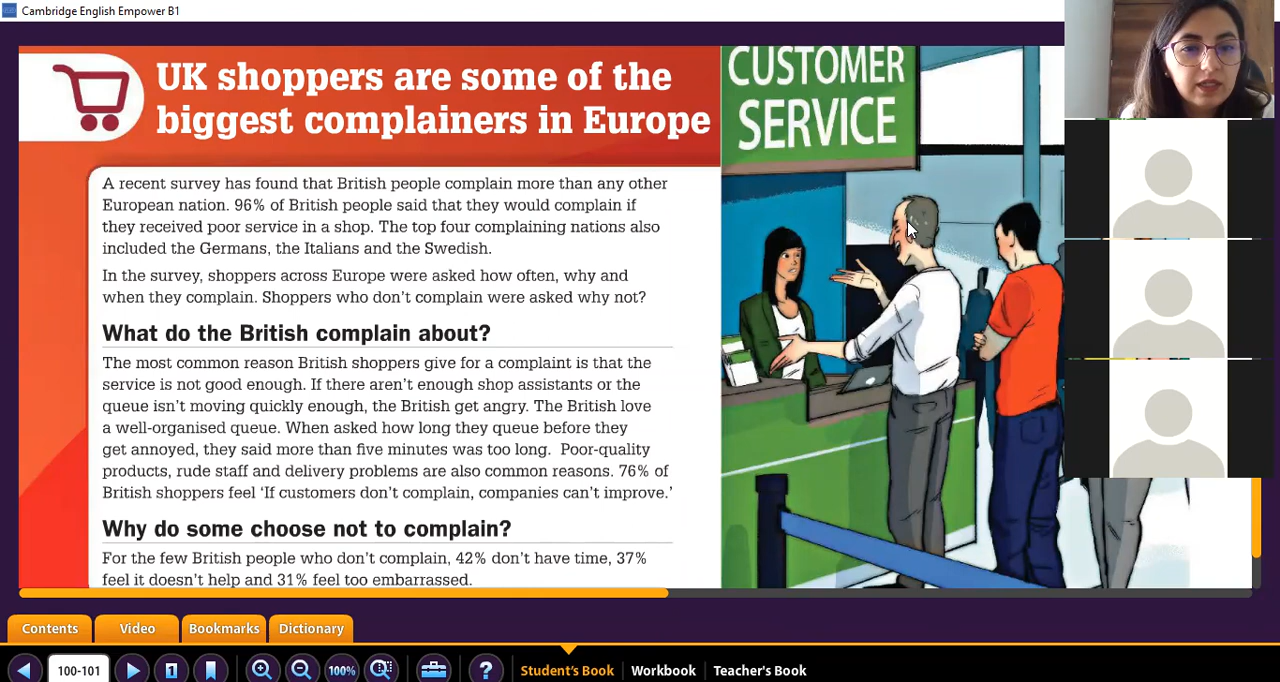 Cambridge English Empower B1
UK shoppers are some of the
biggest complainers in Europe
CUSTOMER
SERVICE
A recent survey has found that British people complain more than any other
European nation. 96% of British people said that they would complain if
they received poor service in a shop. The top four complaining nations also
included the Germans, the Italians and the Swedish.
In the survey, shoppers across Europe were asked how often, why and
when they complain. Shoppers who don't complain were asked why not?
What do the British complain about?
The most common reason British shoppers give for a complaint is that the
service is not good enough. If there aren't enough shop assistants or the
queue isn't moving quickly enough, the British get angry. The British love
a well-organised queue. When asked how long they queue before they
get annoyed, they said more than five minutes was too long. Poor-quality
products, rude staff and delivery problems are also common reasons. 76% of
British shoppers feel 'If customers don't complain, companies can't improve.'
Why do some choose not to complain?
For the few British people who don't complain, 42% don't have time, 37%
feel it doesn't help and 31% feel too embarrassed.
Contents
Video
Bookmarks
Dictionary
100-101
1
100%
?
Student's Book
Workbook
Teacher's Book